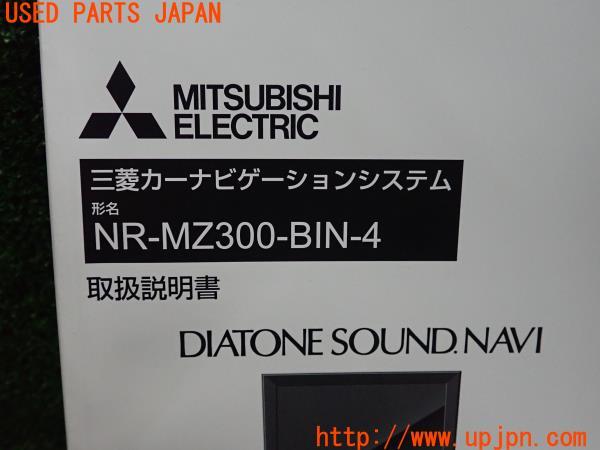 USED PARTS JAPAN
MITSUBISHI
ELECTRIC
三菱カーナビゲーションシステム
形名
NR-MZ300-BIN-4
取扱説明書
DIATONE SOUND.NAVI
http://www.upjpn.com